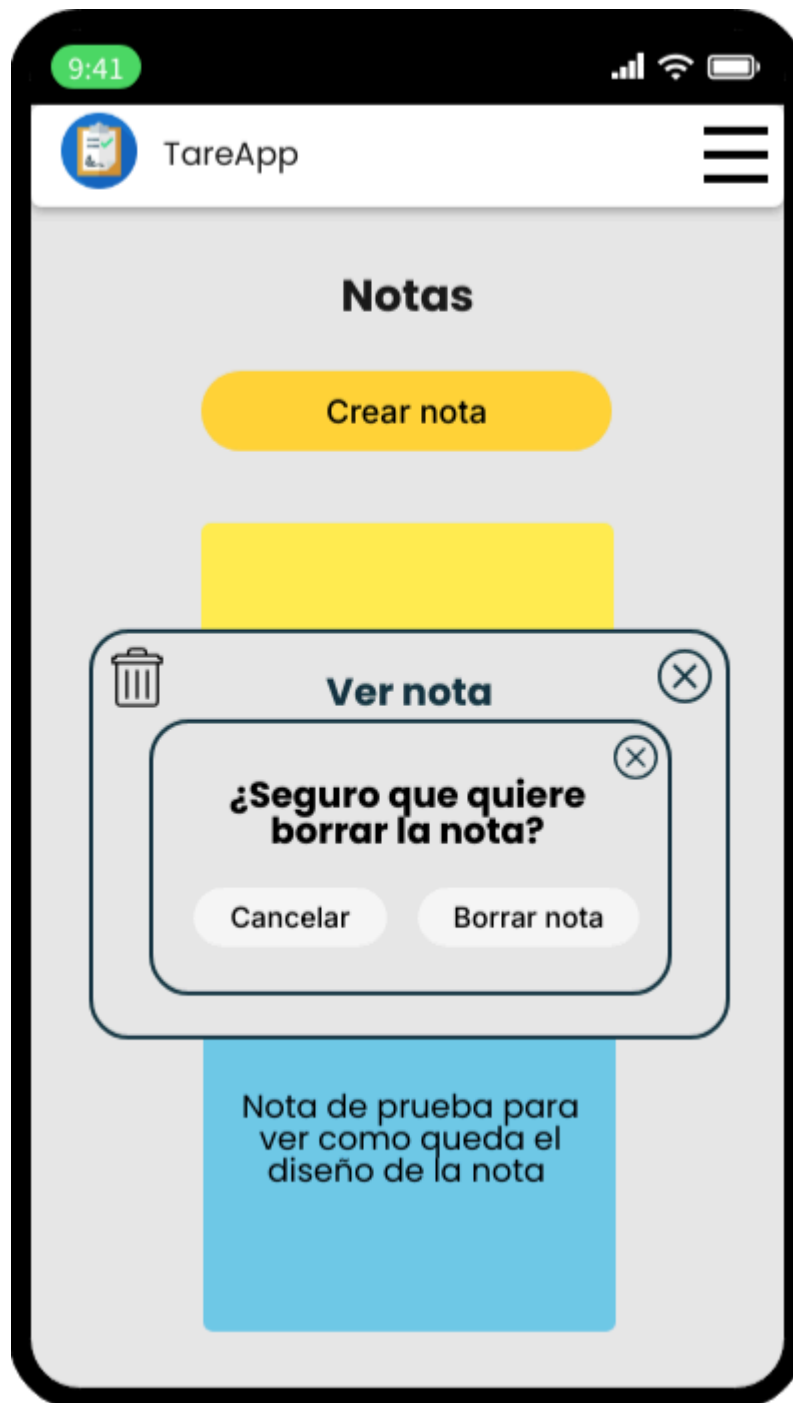 9:41
TareApp
Notas
Crear nota
Ver nota
¿Seguro que quiere
borrar la nota?
Cancelar
Borrar nota
Nota de prueba para
ver como queda el
diseño de la nota